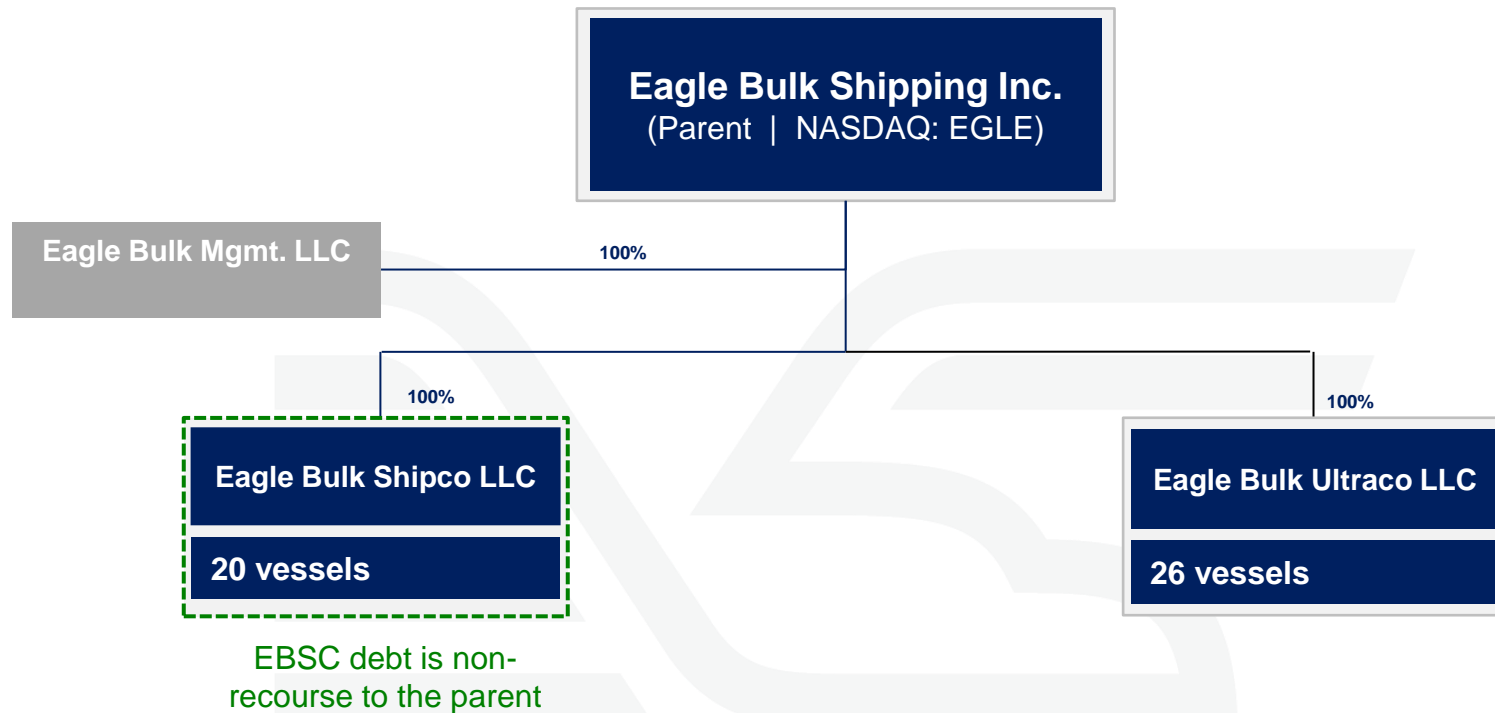 Eagle Bulk Shipping Inc.
(Parent | NASDAQ: EGLE)
Eagle Bulk Mgmt. LLC
100%
100%
100%
Eagle Bulk Shipco LLC
20 vessels
Eagle Bulk Ultraco LLC
26 vessels
EBSC debt is non-
recourse to the parent